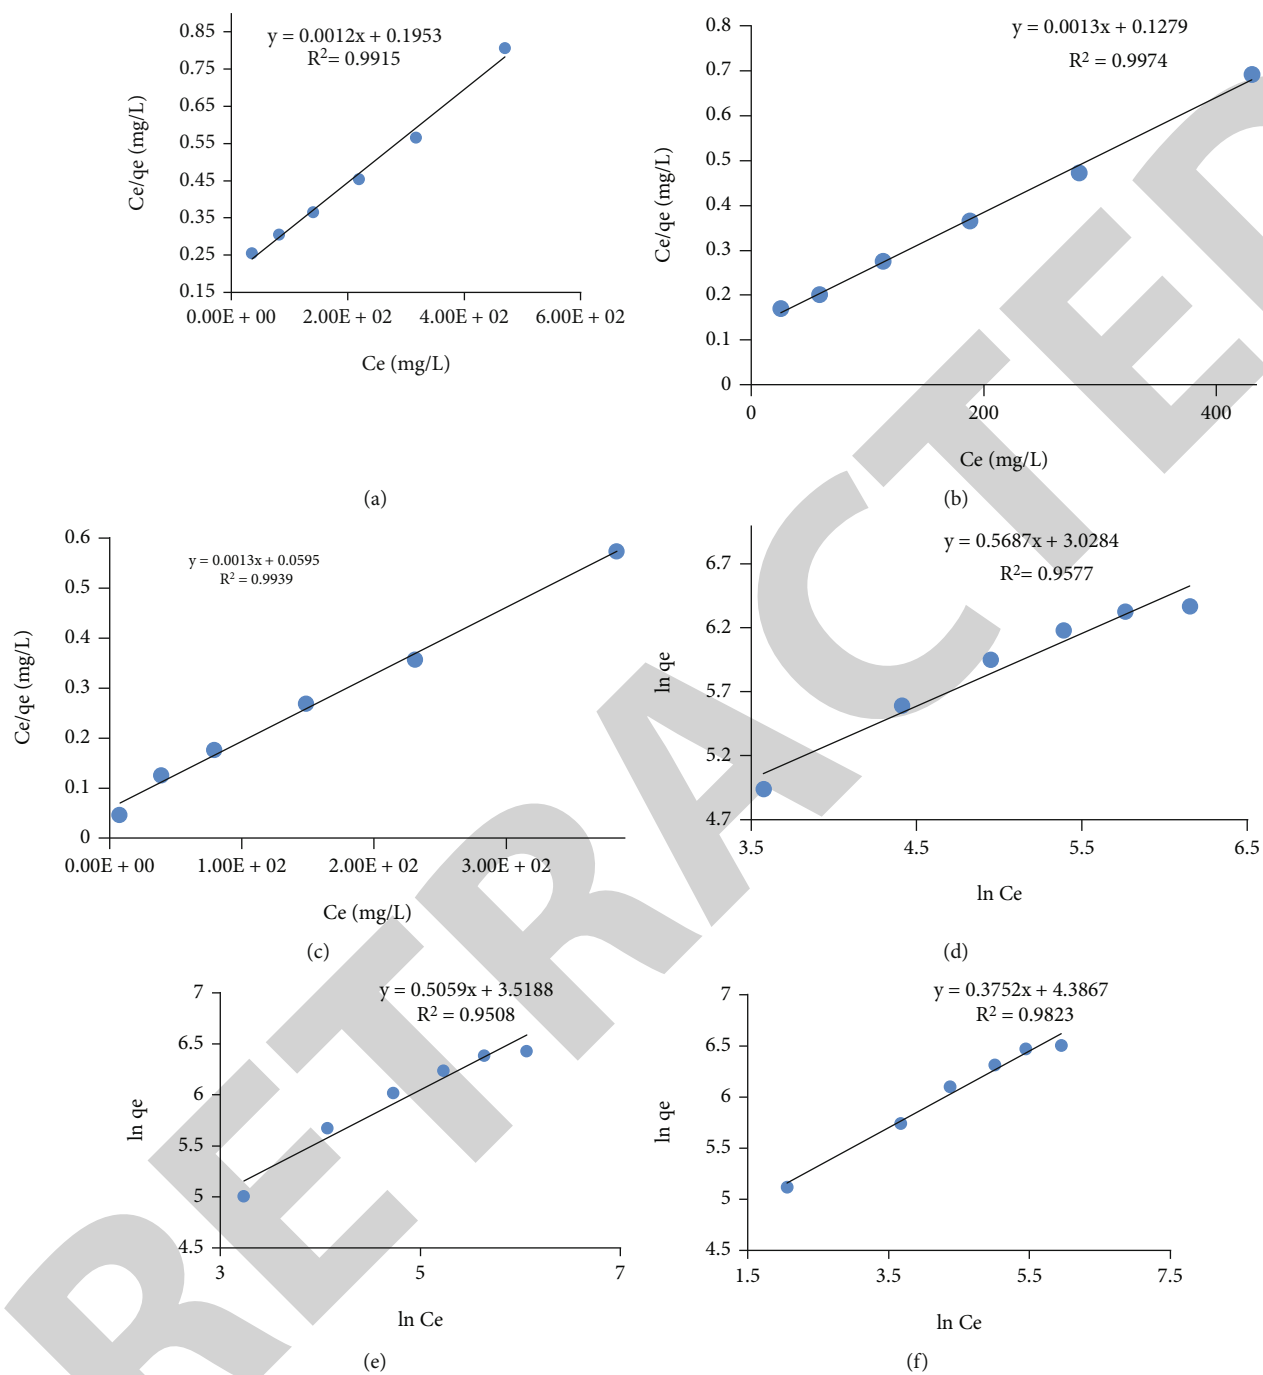 y = 0.0012x + 0.1953
R2= 0.9915
0.85
0.75
0.65
0.55
0.45
0.35
0.25
0.15
0.00E + 00 2.00E + 02 4.00E + 02 6.00E + 02
Ce/qe (mg/L)
Ce (mg/L)
(a)
y = 0.0013x + 0.1279
R2 = 0.9974
0.8
0.7
0.6
0.5
0.4
0.3
0.2
0.1
0
0 200 400
Ce/qe (mg/L)
Ce (mg/L)
(b)
y = 0.0013x + 0.0595
R2 = 0.9939
0.6
0.5
0.4
0.3
0.2
0.1
0
0.00E + 00 1.00E + 02 2.00E + 02 3.00E + 02
Ce/qe (mg/L)
Ce (mg/L)
(c)
y = 0.5687x + 3.0284
R2= 0.9577
6.7
6.2
5.7
5.2
4.7
3.5 4.5 5.5 6.5
ln qe
ln Ce
(d)
y = 0.5059x + 3.5188
R2 = 0.9508
7
6.5
6
5.5
5
4.5
3 5 7
ln qe
ln Ce
(e)
y = 0.3752x + 4.3867
R2 = 0.9823
7
6.5
6
5.5
5
4.5
1.5 3.5 5.5 7.5
ln qe
ln Ce
(f)
RETRACTED